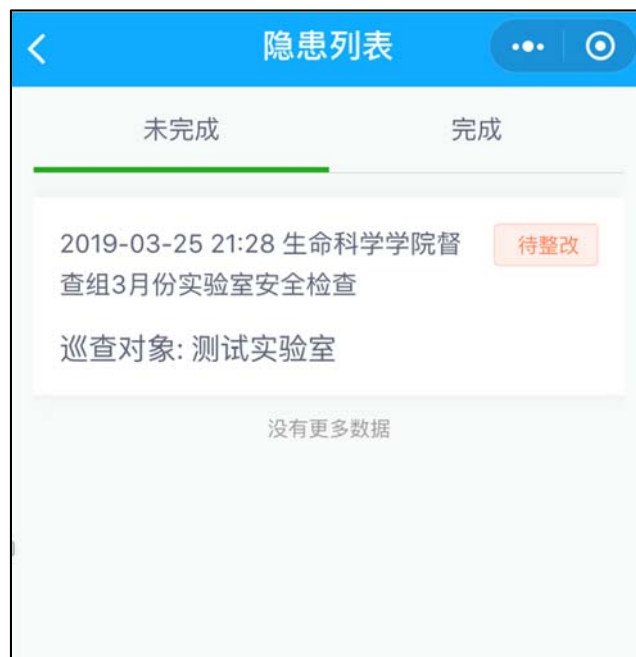 隐患列表
未完成
完成
2019-03-25 21:28 生命科学学院督
待整改
查组3月份实验室安全检查
巡查对象: 测试实验室
没有更多数据